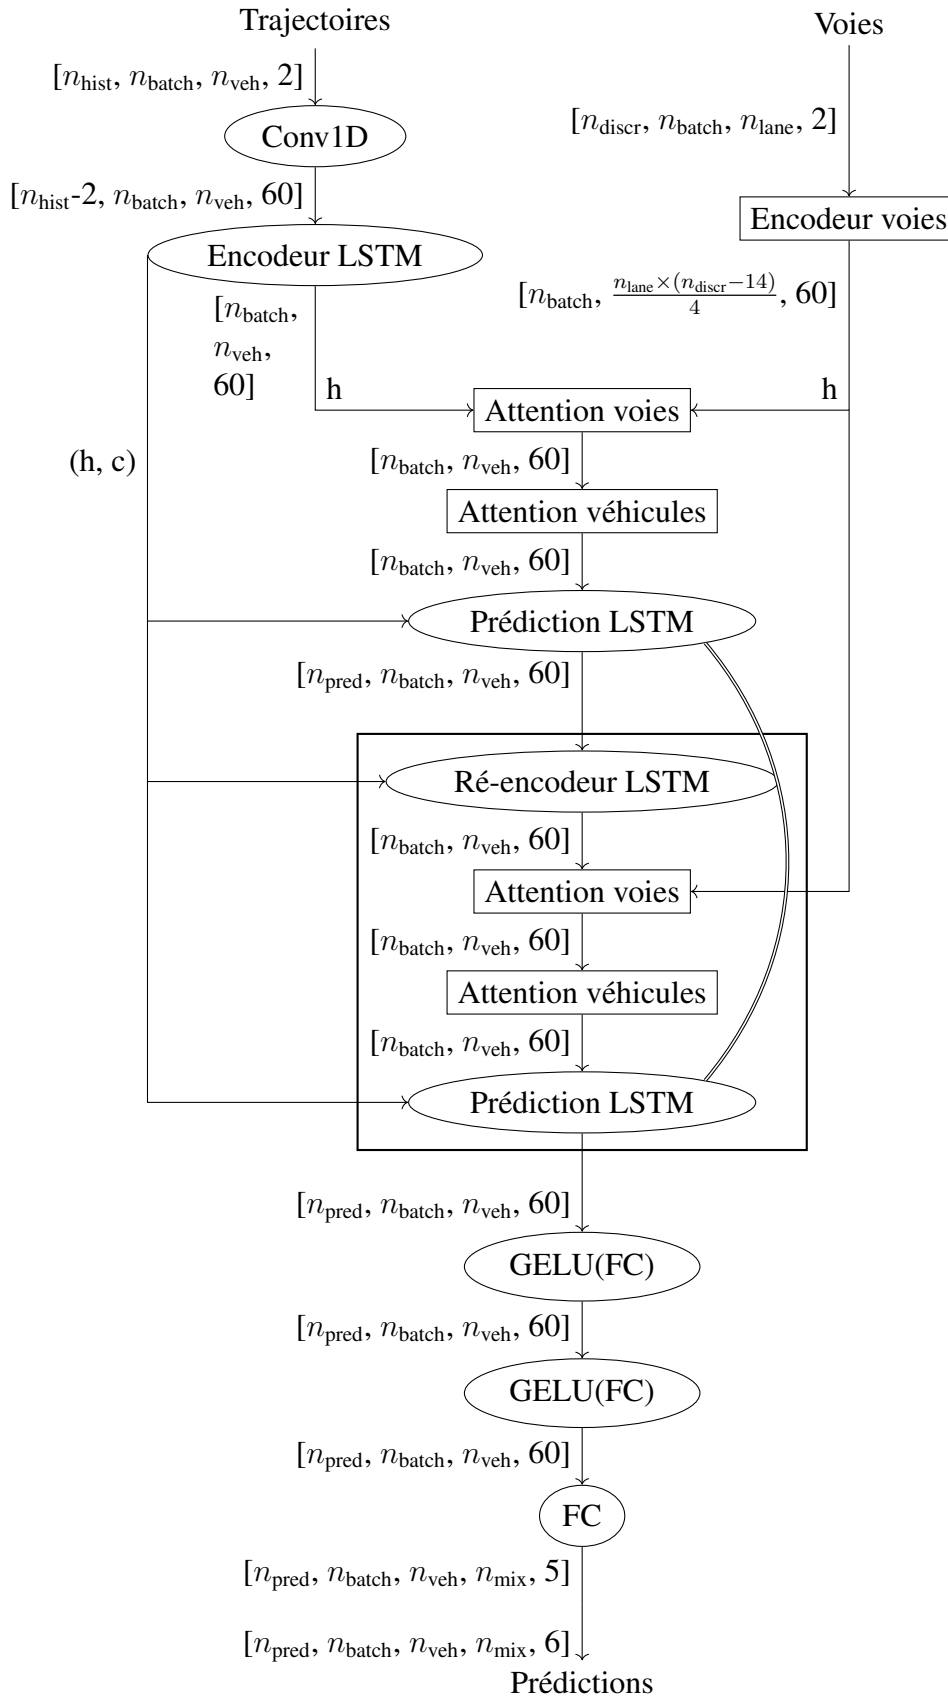 Trajectoires
Voies
[n_hist, n_batch, n_veh, 2]
[n_discr, n_batch, n_lane, 2]
Conv1D
[n_hist-2, n_batch, n_veh, 60]
Encodeur voies
Encodeur LSTM
[n_batch,
n_veh,
60]
[n_batch, n_lane×(n_discr−14)/4, 60]
h
h
Attention voies
(h, c)
[n_batch, n_veh, 60]
Attention véhicules
[n_batch, n_veh, 60]
Prédiction LSTM
[n_pred, n_batch, n_veh, 60]
Ré-encodeur LSTM
[n_batch, n_veh, 60]
Attention voies
[n_batch, n_veh, 60]
Attention véhicules
[n_batch, n_veh, 60]
Prédiction LSTM
[n_pred, n_batch, n_veh, 60]
GELU(FC)
[n_pred, n_batch, n_veh, 60]
GELU(FC)
[n_pred, n_batch, n_veh, 60]
FC
[n_pred, n_batch, n_veh, n_mix, 5]
[n_pred, n_batch, n_veh, n_mix, 6]
Prédictions